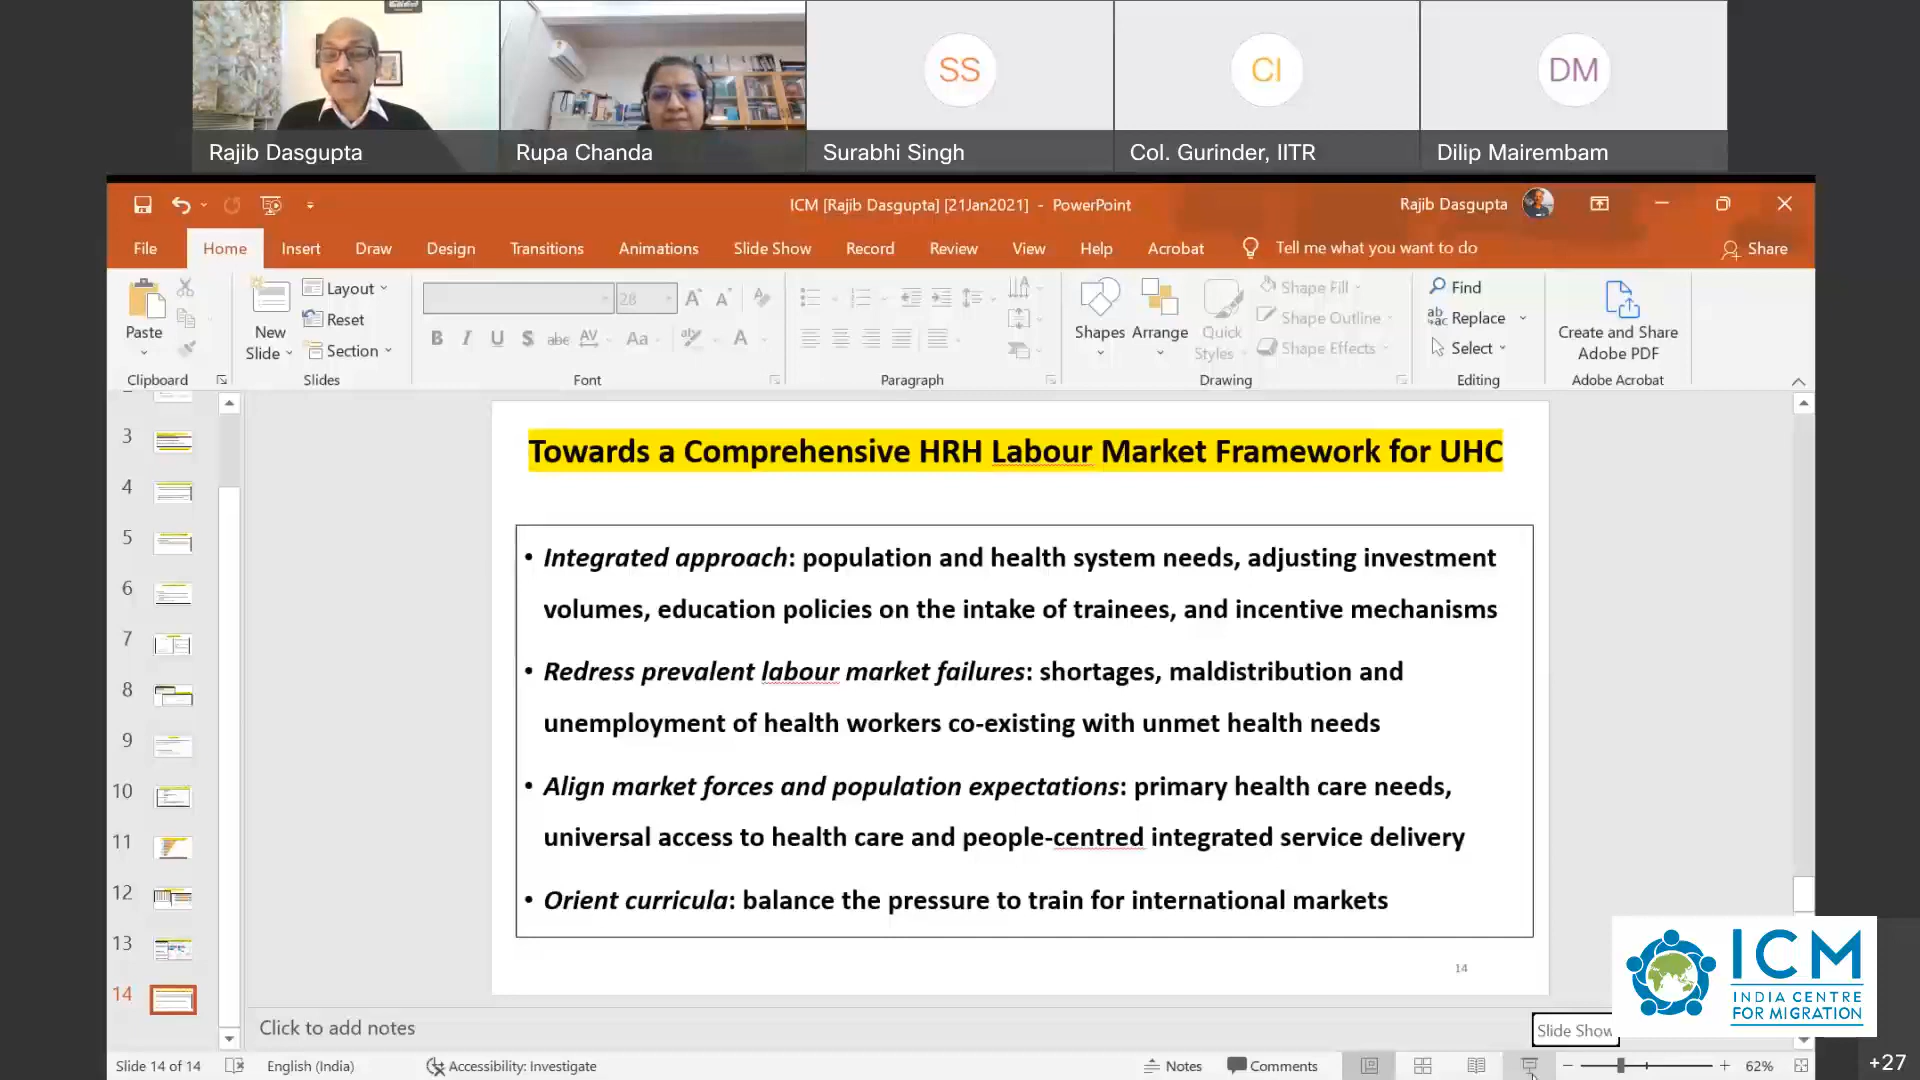 SS
CI
DM
Rajib Dasgupta
Rupa Chanda
Surabhi Singh
Col. Gurinder, IITR
Dilip Mairembam
ICM [Rajib Dasgupta] [21Jan2021] - PowerPoint
Rajib Dasgupta
File Home Insert Draw Design Transitions Animations Slide Show Record Review View Help Acrobat Tell me what you want to do Share
Paste
Clipboard
New Slide
Layout
Reset
Section
Slides
28
Font
Paragraph
Shapes
Arrange
Quick Styles
Shape Fill
Shape Outline
Shape Effects
Drawing
Find
Replace
Select
Editing
Create and Share
Adobe PDF
Adobe Acrobat
3
4
5
6
7
8
9
10
11
12
13
14
Towards a Comprehensive HRH Labour Market Framework for UHC
• Integrated approach: population and health system needs, adjusting investment
volumes, education policies on the intake of trainees, and incentive mechanisms
• Redress prevalent labour market failures: shortages, maldistribution and
unemployment of health workers co-existing with unmet health needs
• Align market forces and population expectations: primary health care needs,
universal access to health care and people-centred integrated service delivery
• Orient curricula: balance the pressure to train for international markets
14
ICM
INDIA CENTRE
FOR MIGRATION
Click to add notes
Slide Show
Slide 14 of 14 English (India) Accessibility: Investigate Notes Comments 62%
+27